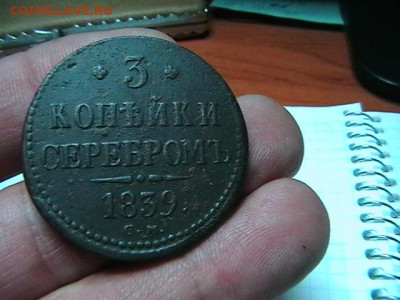 COINS.LAVE.RU
* 3 *
КОПѢЙКИ
СЕРЕБРОМЪ
1839.
С.М.